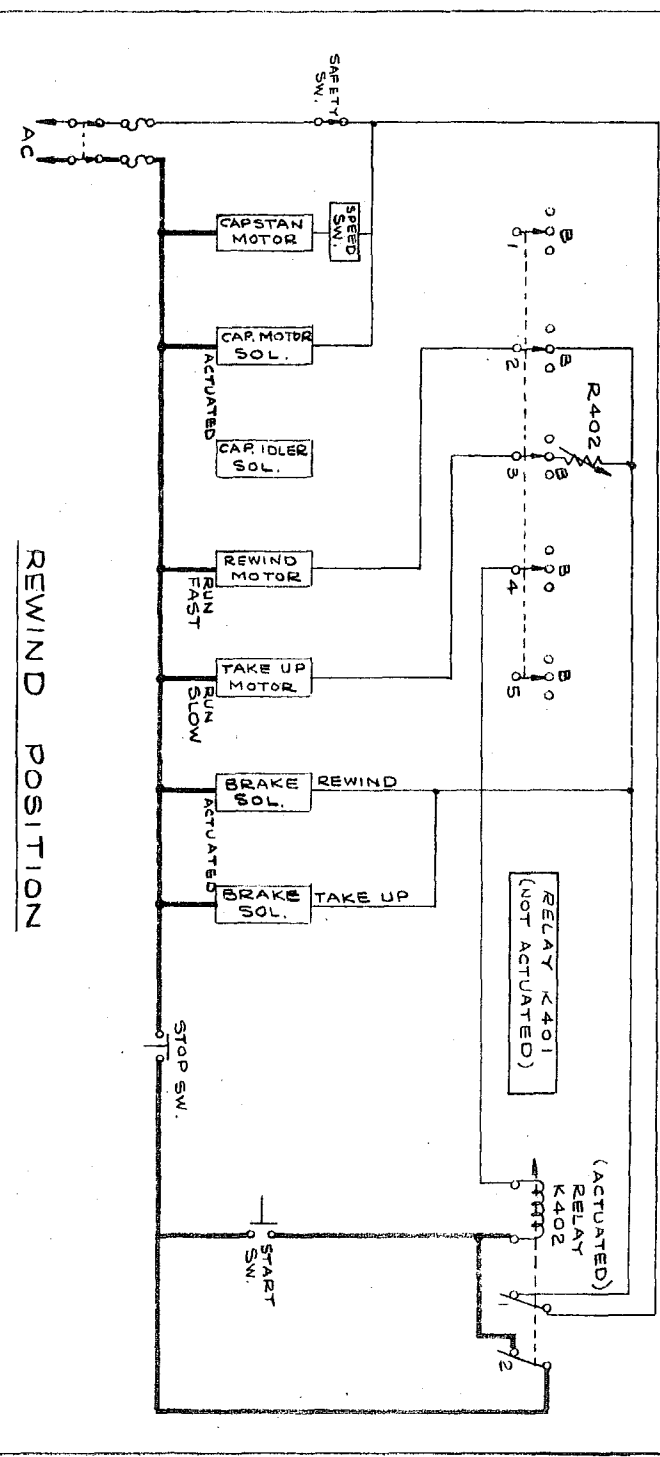 SAFETY
SW.
AC
CAPSTAN
MOTOR
SPEED
SW.
CAP. MOTOR
SOL.
ACTUATED
CAP. IDLER
SOL.
REWIND
MOTOR
RUN
FAST
TAKE UP
MOTOR
RUN
SLOW
BRAKE
SOL.
REWIND
ACTUATED
BRAKE
SOL.
TAKE UP
B
1
B
2
R402
B
3
B
4
B
5
RELAY K401
(NOT ACTUATED)
STOP SW.
START
SW.
(ACTUATED)
RELAY
K402
1
2
REWIND POSITION